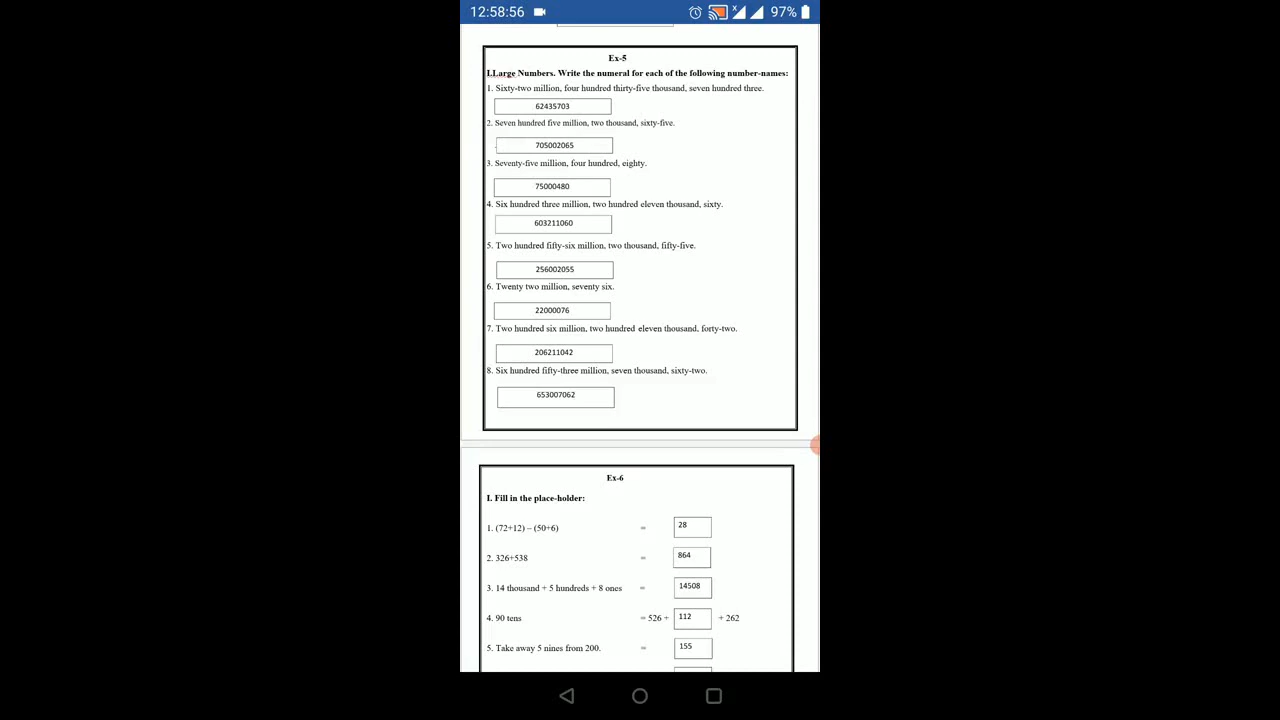 12:58:56
X
97%
Ex-5
I.Large Numbers. Write the numeral for each of the following number-names:
1. Sixty-two million, four hundred thirty-five thousand, seven hundred three.
62435703
2. Seven hundred five million, two thousand, sixty-five.
705002065
3. Seventy-five million, four hundred, eighty.
75000480
4. Six hundred three million, two hundred eleven thousand, sixty.
603211060
5. Two hundred fifty-six million, two thousand, fifty-five.
256002055
6. Twenty two million, seventy six.
22000076
7. Two hundred six million, two hundred eleven thousand, forty-two.
206211042
8. Six hundred fifty-three million, seven thousand, sixty-two.
653007062
Ex-6
I. Fill in the place-holder:
1. (72+12) – (50+6) = 28
2. 326+538 = 864
3. 14 thousand + 5 hundreds + 8 ones = 14508
4. 90 tens = 526 + 112 + 262
5. Take away 5 nines from 200. = 155